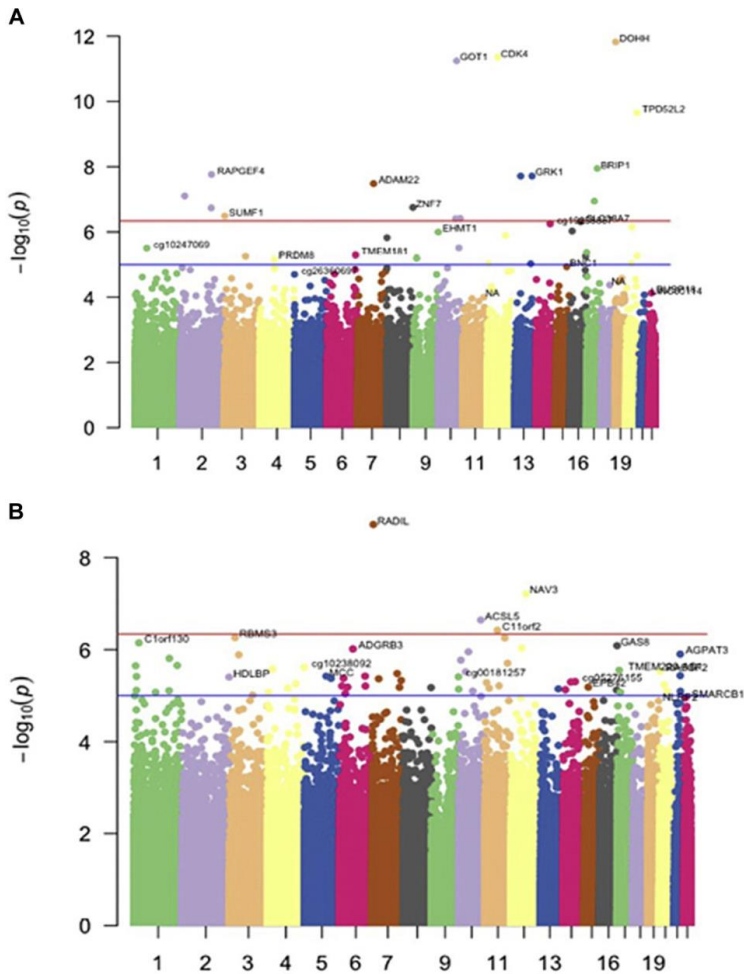 A
12
10
8
6
4
2
0
−log10(p)
DOHH
GOT1
CDK4
TPD52L2
RAPGEF4
BRIP1
ADAM22
GRK1
ZNF7
SUMF1
EHMT1
cg10247069
TMEM181
PRDM8
BNC1
NA
NA
1 2 3 4 5 6 7 9 11 13 16 19
B
8
6
4
2
0
−log10(p)
RADIL
NAV3
ACSL5
C11orf2
C1orf130
RBMS3
ADGRB3
GAS8
AGPAT3
HDLBP
cg10238092
MCC
cg00181257
cg05276155
SMARCB1
1 2 3 4 5 6 7 9 11 13 16 19